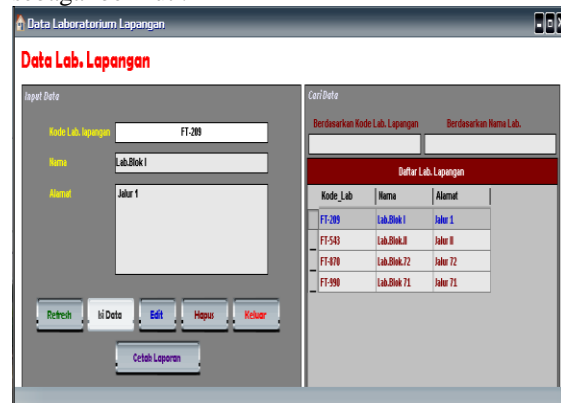 Data Laboratorium Lapangan
Data Lab. Lapangan
Input Data
Kode Lab. lapangan FT-209
Nama Lab.Blok I
Alamat Jalur 1
Refresh Isi Data Edit Hapus Keluar
Cetak Laporan
Cari Data
Berdasarkan Kode Lab. Lapangan Berdasarkan Nama Lab.
Daftar Lab. Lapangan
Kode_Lab Nama Alamat
FT-209 Lab.Blok I Jalur 1
FT-543 Lab.Blok.II Jalur II
FT-870 Lab.Blok.72 Jalur 72
FT-990 Lab.Blok 71 Jalur 71